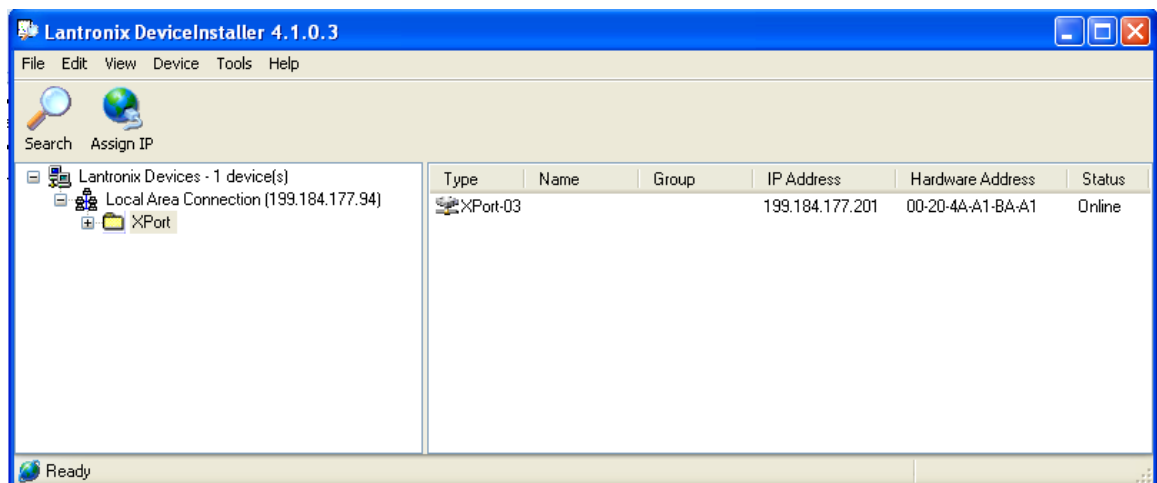 Lantronix DeviceInstaller 4.1.0.3
File Edit View Device Tools Help
Search Assign IP
Lantronix Devices - 1 device(s)
Local Area Connection (199.184.177.94)
XPort
Type Name Group IP Address Hardware Address Status
XPort-03 199.184.177.201 00-20-4A-A1-BA-A1 Online
Ready